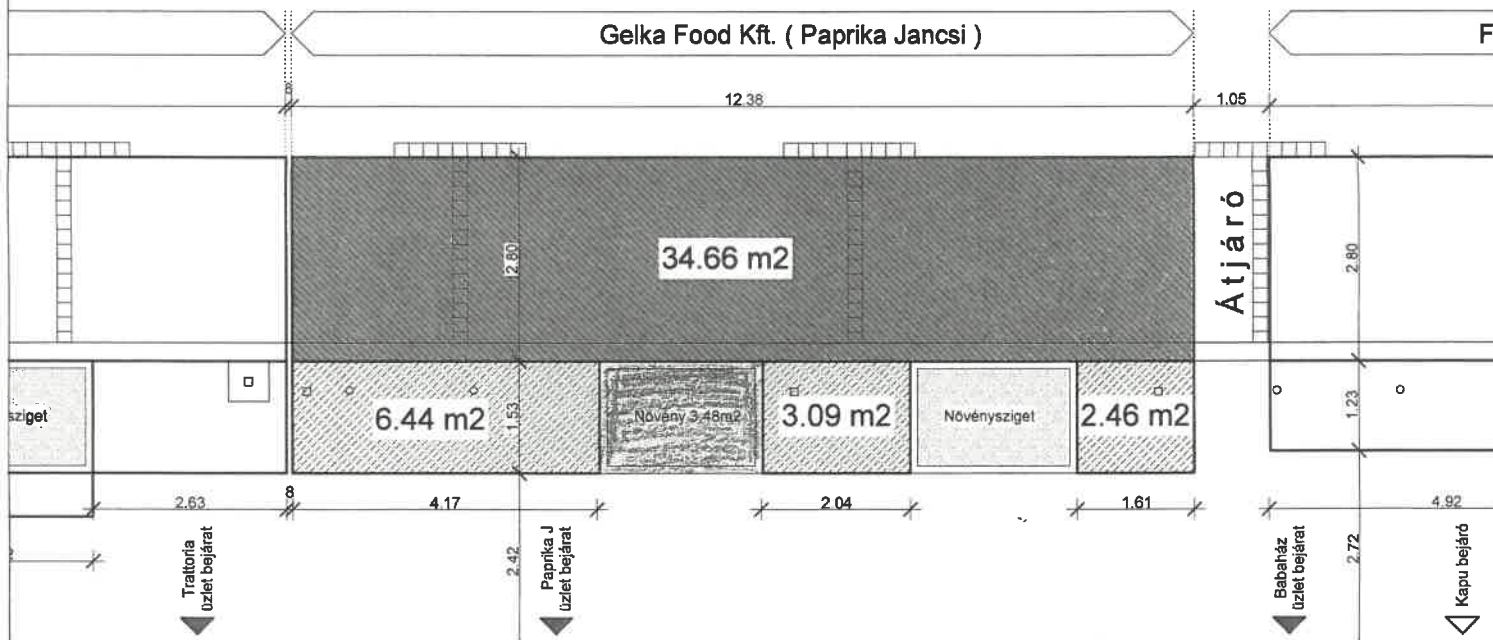 Gelka Food Kft. ( Paprika Jancsi )
F
8
12.38
1.05
2.80
34.66 m2
Átjáró
2.80
sziget
6.44 m2
1.53
Növény 3.48m2
3.09 m2
Növénysziget
2.46 m2
1.23
2.63
8
4.17
2.04
1.61
4.92
2.42
2.72
Trattoria
üzlet bejárat
Paprika J
üzlet bejárat
Babaház
üzlet bejárat
Kapu bejáró